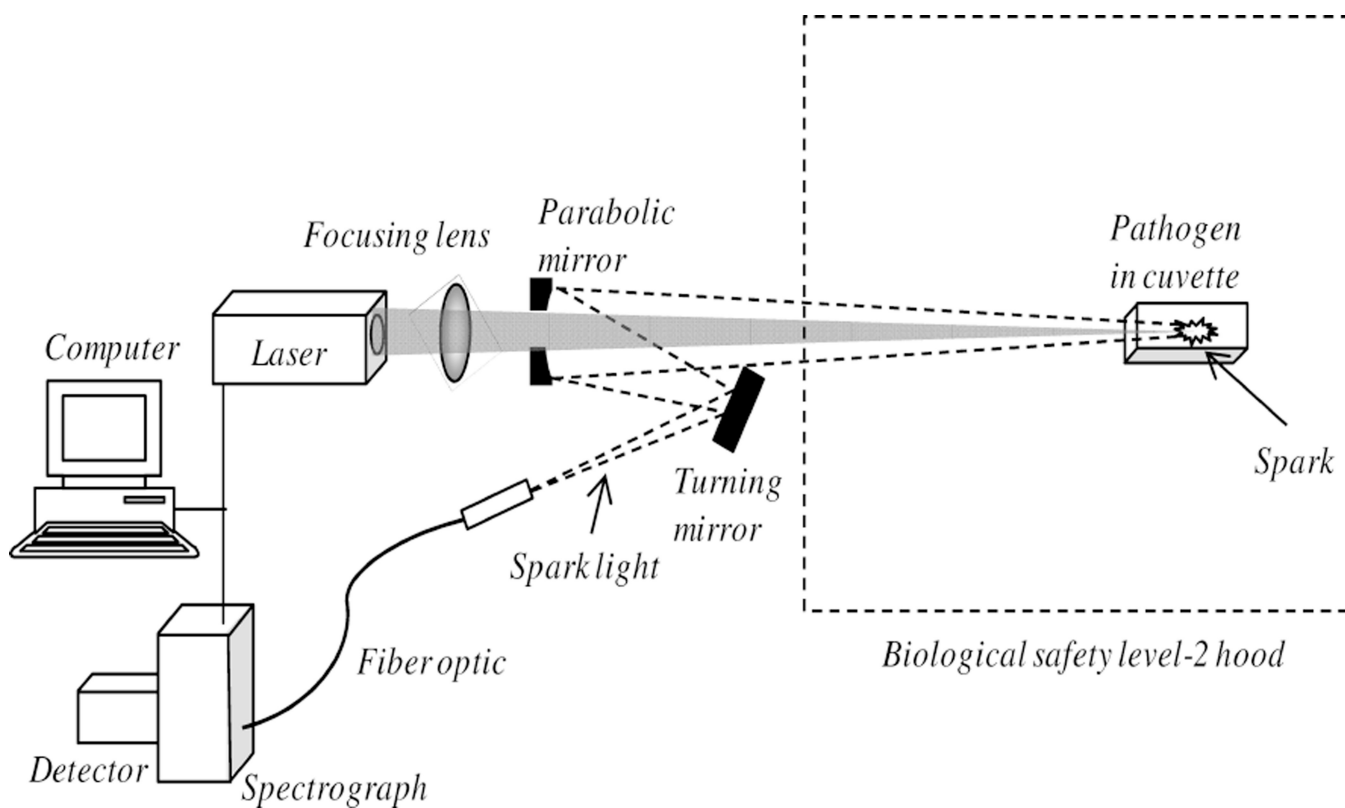 Parabolic
mirror
Focusing lens
Pathogen
in cuvette
Computer
Laser
Spark
Turning
mirror
Spark light
Fiber optic
Biological safety level-2 hood
Detector
Spectrograph